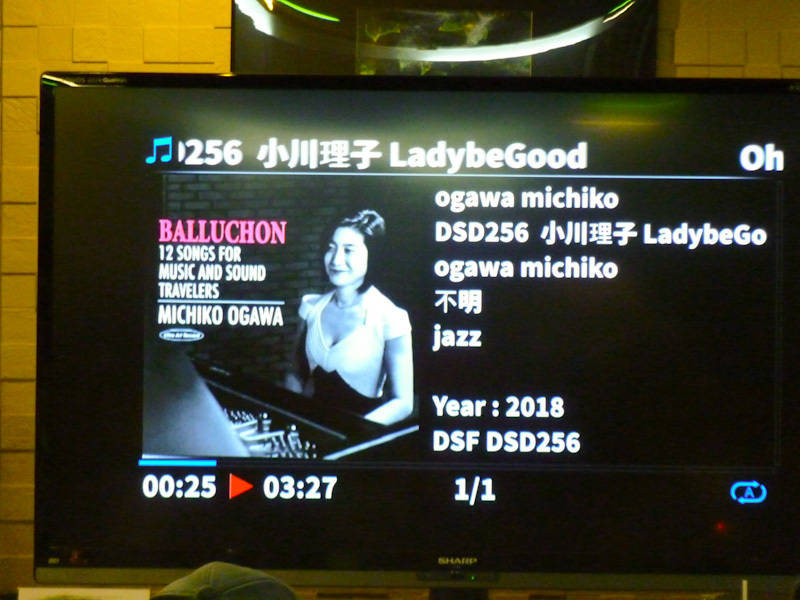 256 小川理子 LadybeGood
Oh
BALLUCHON
12 SONGS FOR
MUSIC AND SOUND
TRAVELERS
MICHIKO OGAWA
ogawa michiko
DSD256 小川理子 LadybeGo
ogawa michiko
不明
jazz
Year : 2018
DSF DSD256
00:25 03:27 1/1
A
SHARP